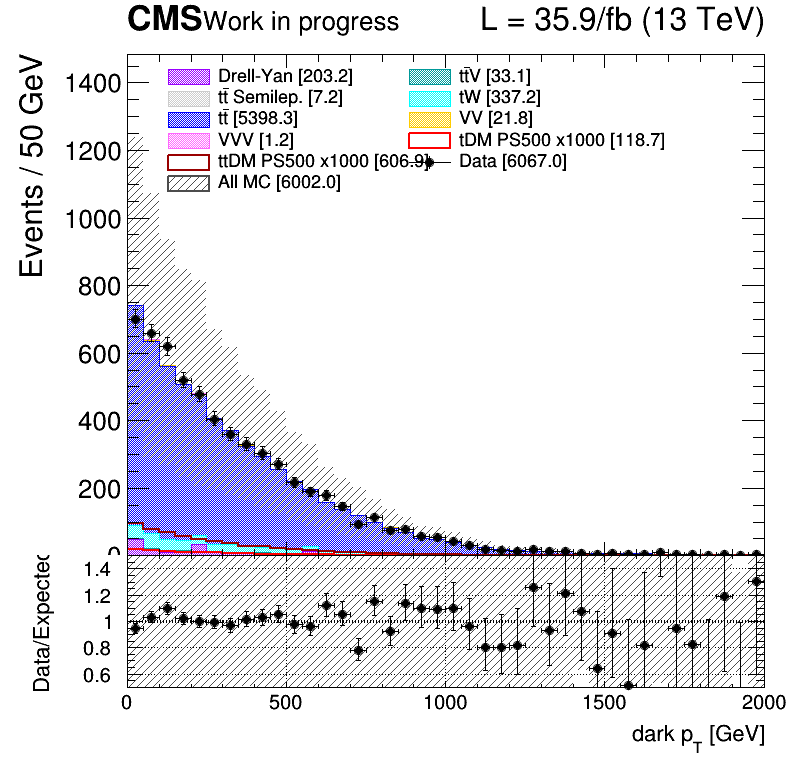 CMS Work in progress L = 35.9/fb (13 TeV)
Events / 50 GeV
1400
1200
1000
800
600
400
200
0
Drell-Yan [203.2]
tt̄V [33.1]
tt̄ Semilep. [7.2]
tW [337.2]
tt̄ [5398.3]
VV [21.8]
VVV [1.2]
tDM PS500 x1000 [118.7]
ttDM PS500 x1000 [606.9]
Data [6067.0]
All MC [6002.0]
Data/Expected
1.4
1.2
1
0.8
0.6
0 500 1000 1500 2000
dark p_T [GeV]